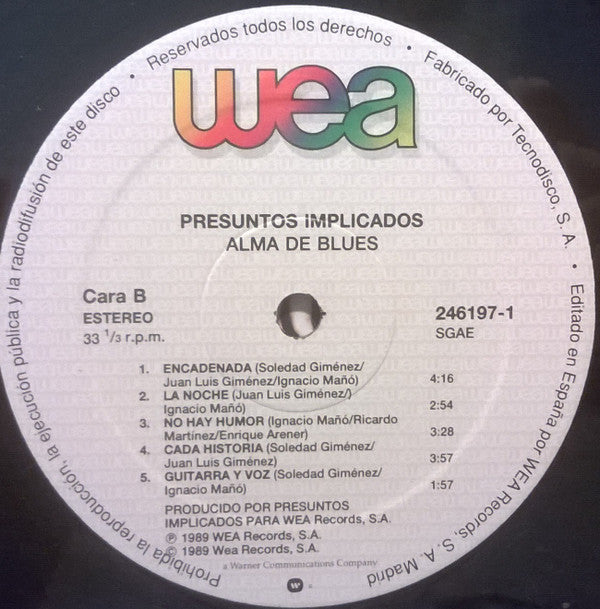 Reservados todos los derechos · Fabricado por Tecnodisco, S. A. · Editado en España por WEA Records, S. A. Madrid
Prohibida la reproducción, la ejecución pública y la radiodifusión de este disco ·
wea
PRESUNTOS IMPLICADOS
ALMA DE BLUES
Cara B
ESTEREO
33 1/3 r.p.m.
246197-1
SGAE
1. ENCADENADA (Soledad Giménez/
Juan Luis Giménez/Ignacio Mañó) 4:16
2. LA NOCHE (Juan Luis Giménez/)
Ignacio Mañó) 2:54
3. NO HAY HUMOR (Ignacio Mañó/Ricardo
Martinez/Enrique Arener) 3:28
4. CADA HISTORIA (Soledad Giménez/
Juan Luis Giménez) 3:57
5. GUITARRA Y VOZ (Soledad Giménez/
Ignacio Mañó) 1:57
PRODUCIDO POR PRESUNTOS
IMPLICADOS PARA WEA Records, S.A.
℗ 1989 WEA Records, S.A.
© 1989 Wea Records, S.A.
a Warner Communications Company